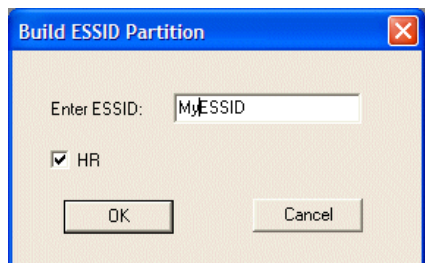 Build ESSID Partition
Enter ESSID: MyESSID
HR
OK Cancel